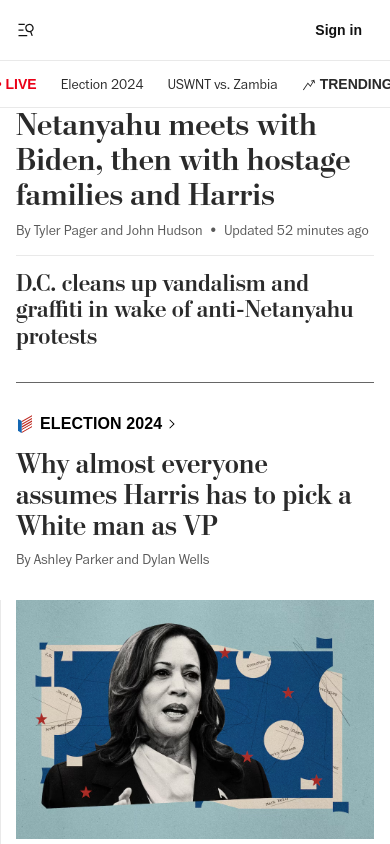 Sign in
LIVE
Election 2024
USWNT vs. Zambia
TRENDING
Netanyahu meets with
Biden, then with hostage
families and Harris
By Tyler Pager and John Hudson • Updated 52 minutes ago
D.C. cleans up vandalism and
graffiti in wake of anti-Netanyahu
protests
ELECTION 2024
Why almost everyone
assumes Harris has to pick a
White man as VP
By Ashley Parker and Dylan Wells